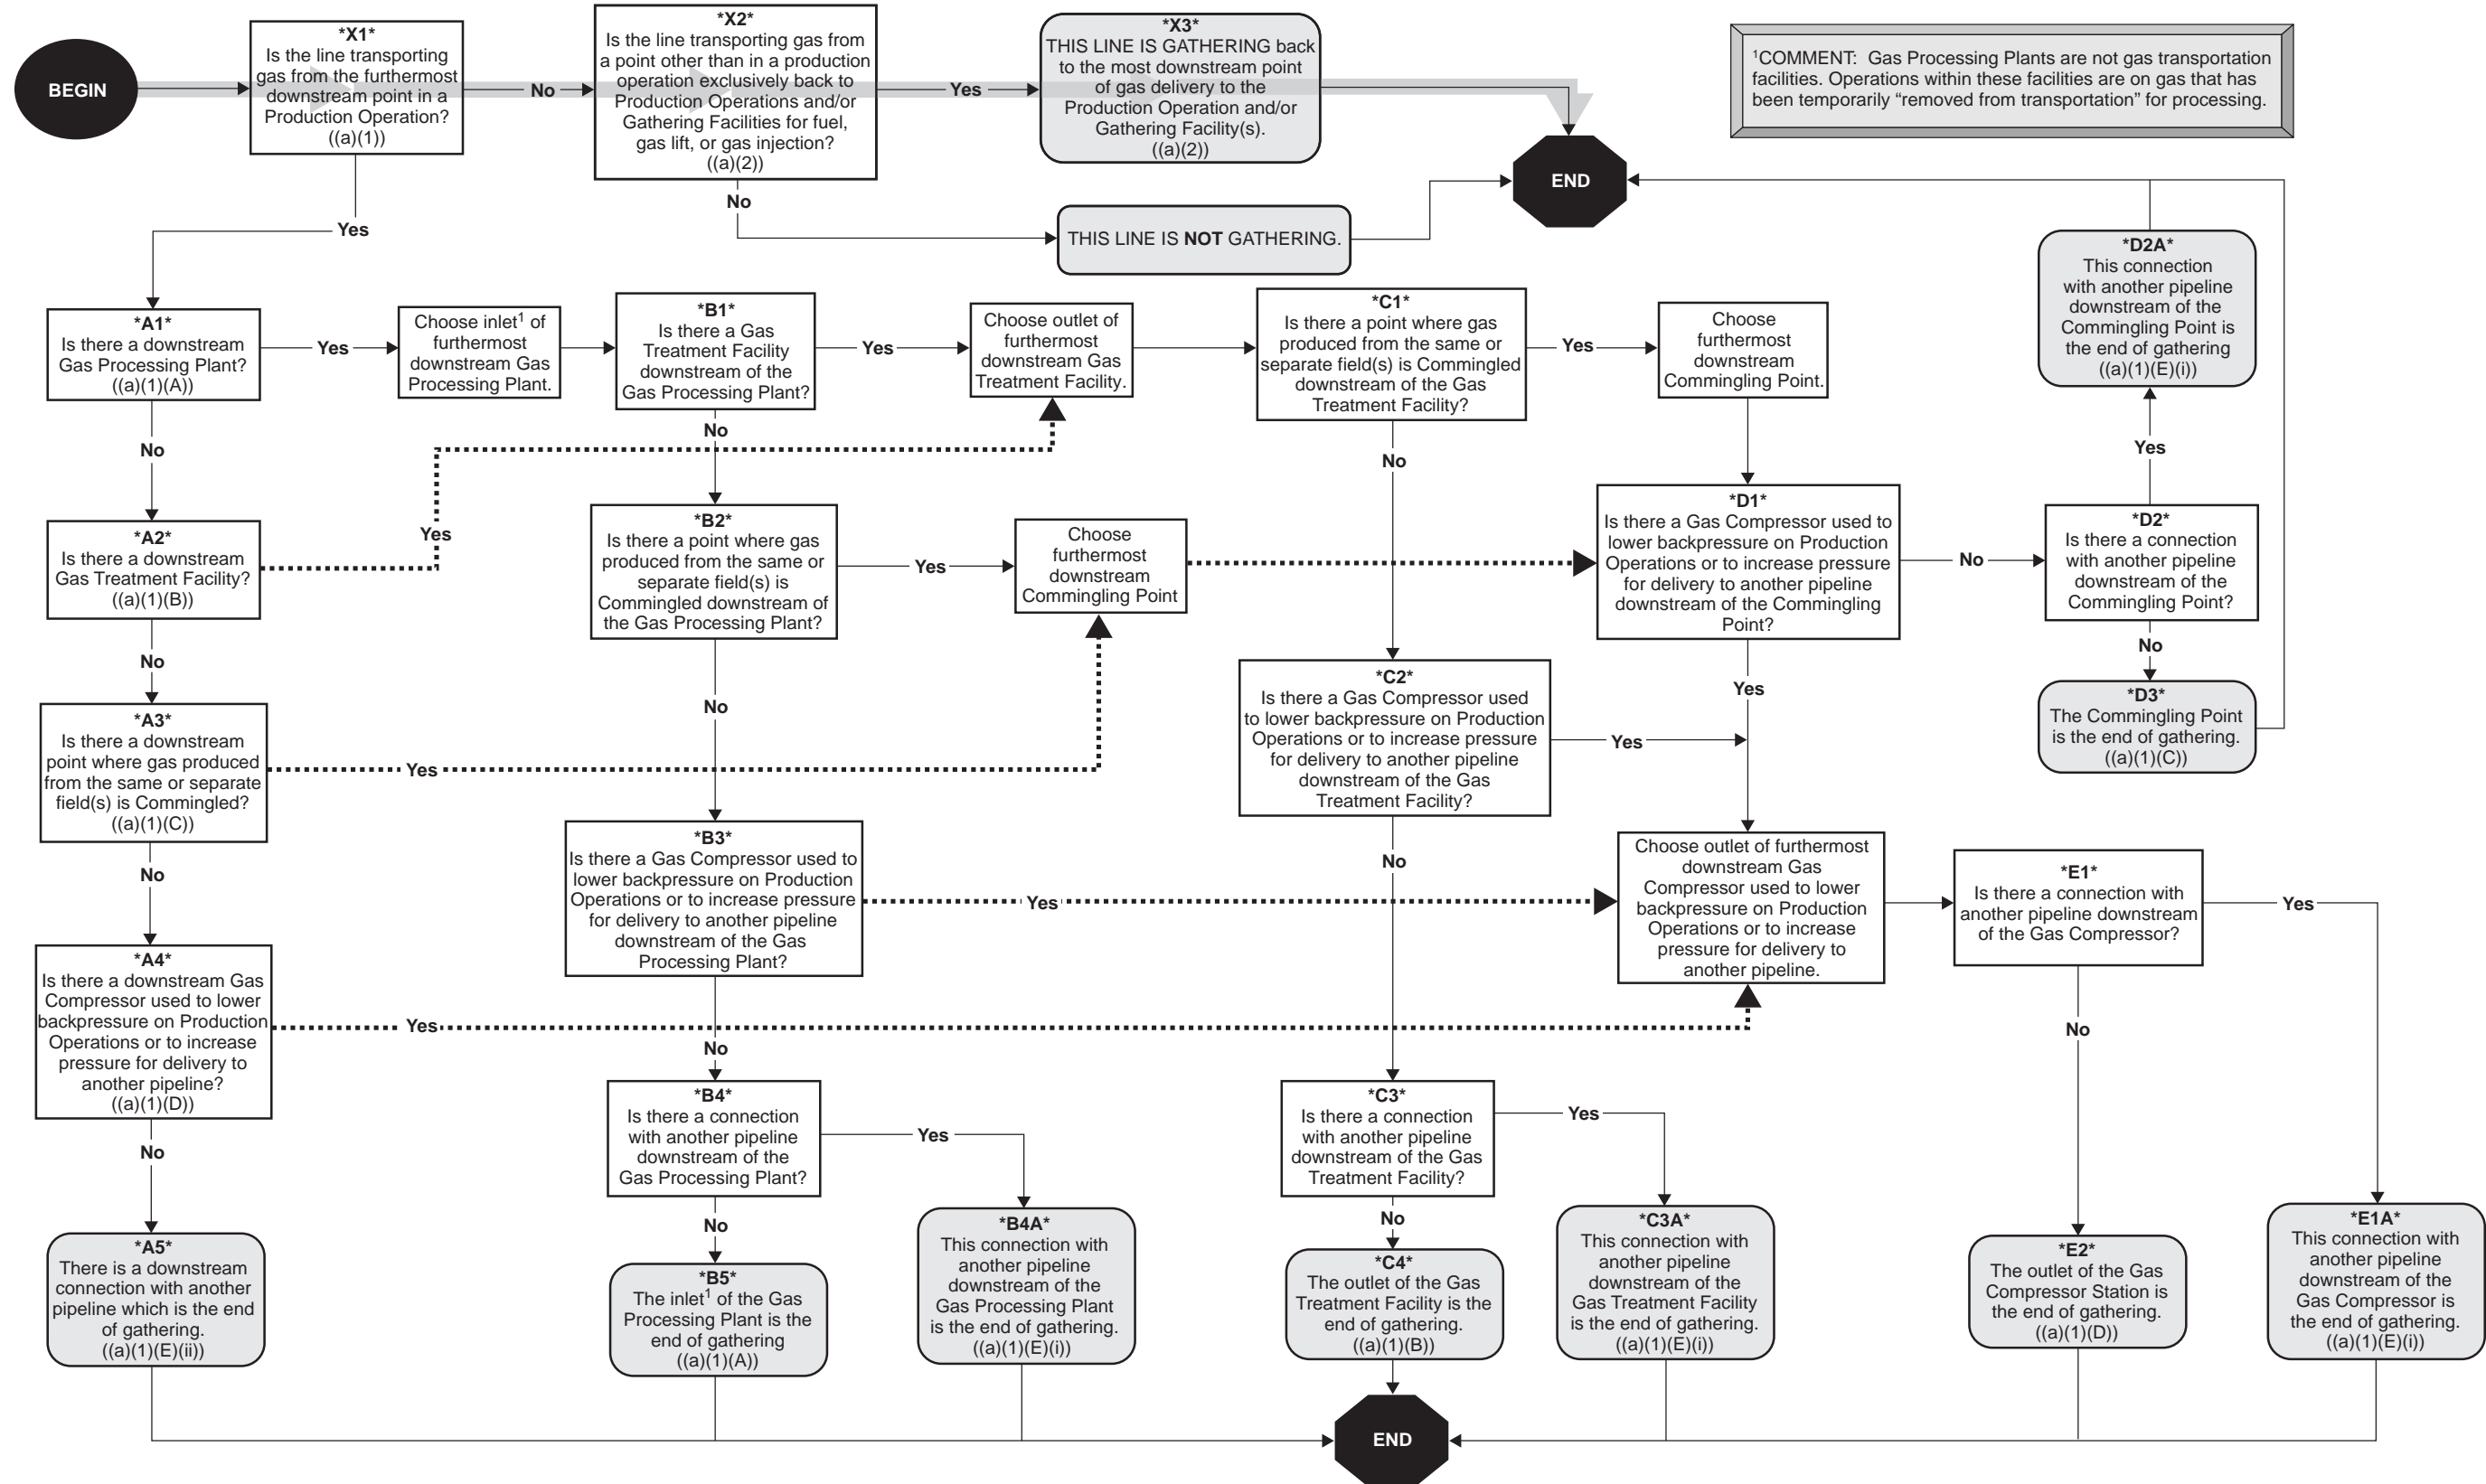 BEGIN
*X1*
Is the line transporting
gas from the furthermost
downstream point in a
Production Operation?
((a)(1))
No
*X2*
Is the line transporting gas from
a point other than in a production
operation exclusively back to
Production Operations and/or
Gathering Facilities for fuel,
gas lift, or gas injection?
((a)(2))
Yes
*X3*
THIS LINE IS GATHERING back
to the most downstream point
of gas delivery to the
Production Operation and/or
Gathering Facility(s).
((a)(2))
¹COMMENT: Gas Processing Plants are not gas transportation
facilities. Operations within these facilities are on gas that has
been temporarily “removed from transportation” for processing.
END
No
THIS LINE IS NOT GATHERING.
Yes
*A1*
Is there a downstream
Gas Processing Plant?
((a)(1)(A))
Yes
Choose inlet¹ of
furthermost
downstream Gas
Processing Plant.
*B1*
Is there a Gas
Treatment Facility
downstream of the
Gas Processing Plant?
Yes
Choose outlet of
furthermost
downstream Gas
Treatment Facility.
*C1*
Is there a point where gas
produced from the same or
separate field(s) is Commingled
downstream of the Gas
Treatment Facility?
Yes
Choose
furthermost
downstream
Commingling Point.
*D2A*
This connection
with another pipeline
downstream of the
Commingling Point is
the end of gathering
((a)(1)(E)(i))
No
No
No
Yes
*A2*
Is there a downstream
Gas Treatment Facility?
((a)(1)(B))
Yes
*B2*
Is there a point where gas
produced from the same or
separate field(s) is
Commingled downstream of
the Gas Processing Plant?
Yes
Choose
furthermost
downstream
Commingling Point
*D1*
Is there a Gas Compressor used to
lower backpressure on Production
Operations or to increase pressure
for delivery to another pipeline
downstream of the Commingling
Point?
No
*D2*
Is there a connection
with another pipeline
downstream of the
Commingling Point?
No
No
*D3*
The Commingling Point
is the end of gathering.
((a)(1)(C))
*A3*
Is there a downstream
point where gas produced
from the same or separate
field(s) is Commingled?
((a)(1)(C))
Yes
No
*C2*
Is there a Gas Compressor used
to lower backpressure on Production
Operations or to increase pressure
for delivery to another pipeline
downstream of the Gas
Treatment Facility?
Yes
Yes
No
*B3*
Is there a Gas Compressor used to
lower backpressure on Production
Operations or to increase pressure
for delivery to another pipeline
downstream of the Gas
Processing Plant?
Yes
No
Choose outlet of furthermost
downstream Gas
Compressor used to lower
backpressure on Production
Operations or to increase
pressure for delivery to
another pipeline.
*E1*
Is there a connection with
another pipeline downstream
of the Gas Compressor?
Yes
*A4*
Is there a downstream Gas
Compressor used to lower
backpressure on Production
Operations or to increase
pressure for delivery to
another pipeline?
((a)(1)(D))
Yes
No
No
*B4*
Is there a connection
with another pipeline
downstream of the
Gas Processing Plant?
Yes
*C3*
Is there a connection
with another pipeline
downstream of the Gas
Treatment Facility?
Yes
No
No
No
*A5*
There is a downstream
connection with another
pipeline which is the end
of gathering.
((a)(1)(E)(ii))
*B5*
The inlet¹ of the Gas
Processing Plant is the
end of gathering
((a)(1)(A))
*B4A*
This connection with
another pipeline
downstream of the
Gas Processing Plant
is the end of gathering.
((a)(1)(E)(i))
*C4*
The outlet of the Gas
Treatment Facility is the
end of gathering.
((a)(1)(B))
*C3A*
This connection with
another pipeline
downstream of the
Gas Treatment Facility
is the end of gathering.
((a)(1)(E)(i))
*E2*
The outlet of the Gas
Compressor Station is
the end of gathering.
((a)(1)(D))
*E1A*
This connection with
another pipeline
downstream of the
Gas Compressor is
the end of gathering.
((a)(1)(E)(i))
END